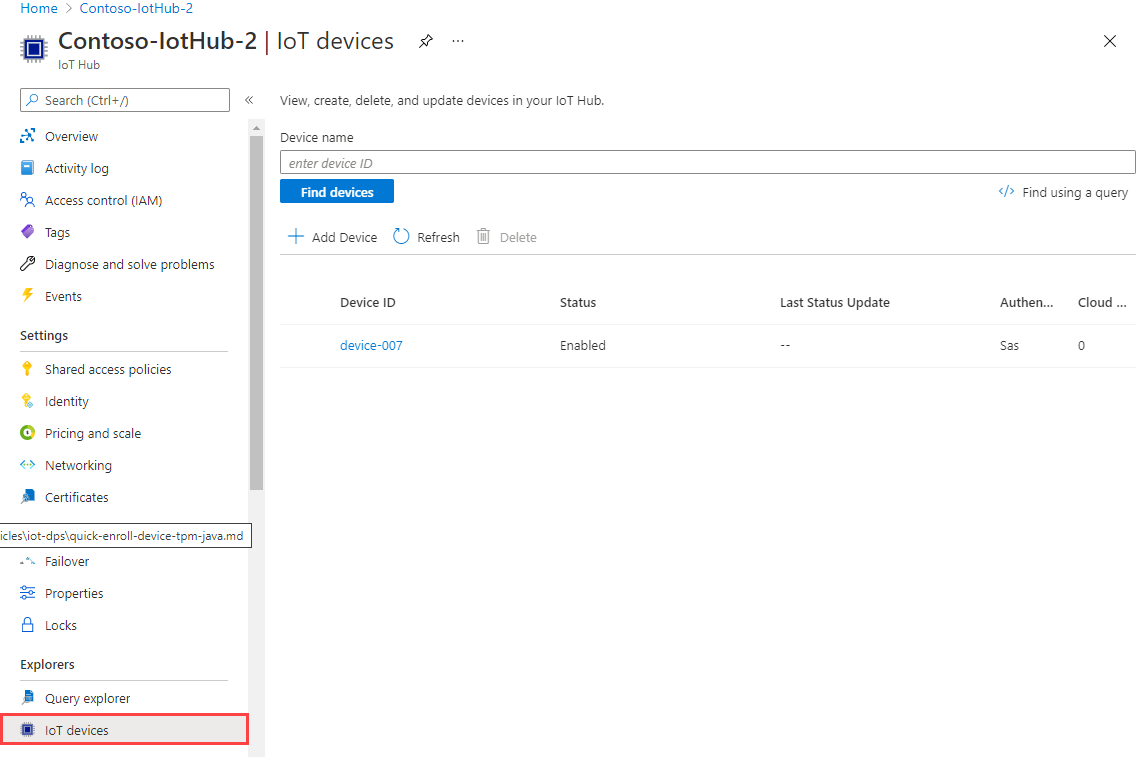 Home > Contoso-IotHub-2
Contoso-IotHub-2 | IoT devices ...
IoT Hub
Search (Ctrl+/)
«
Overview
Activity log
Access control (IAM)
Tags
Diagnose and solve problems
Events
Settings
Shared access policies
Identity
Pricing and scale
Networking
Certificates
icles\iot-dps\quick-enroll-device-tpm-java.md
Failover
Properties
Locks
Explorers
Query explorer
IoT devices
View, create, delete, and update devices in your IoT Hub.
Device name
enter device ID
Find devices
</> Find using a query
Add Device Refresh Delete
Device ID Status Last Status Update Authen... Cloud ...
device-007 Enabled -- Sas 0